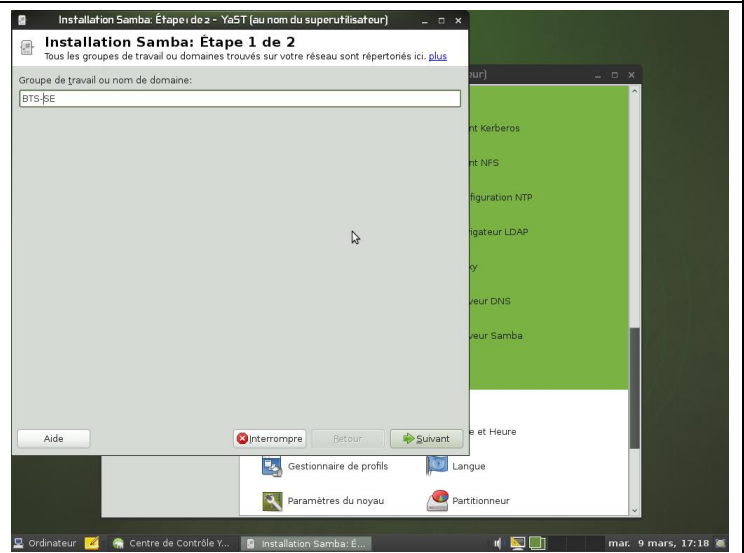 Installation Samba: Étape 1 de 2 - YaST (au nom du superutilisateur)
Installation Samba: Étape 1 de 2
Tous les groupes de travail ou domaines trouvés sur votre réseau sont répertoriés ici. plus
Groupe de travail ou nom de domaine:
BTS-SE
Aide
Interrompre
Retour
Suivant
nt Kerberos
nt NFS
figuration NTP
igateur LDAP
xy
veur DNS
veur Samba
e et Heure
Gestionnaire de profils
Langue
Paramètres du noyau
Partitionneur
Ordinateur
Centre de Contrôle Y...
Installation Samba: É...
mar. 9 mars, 17:18